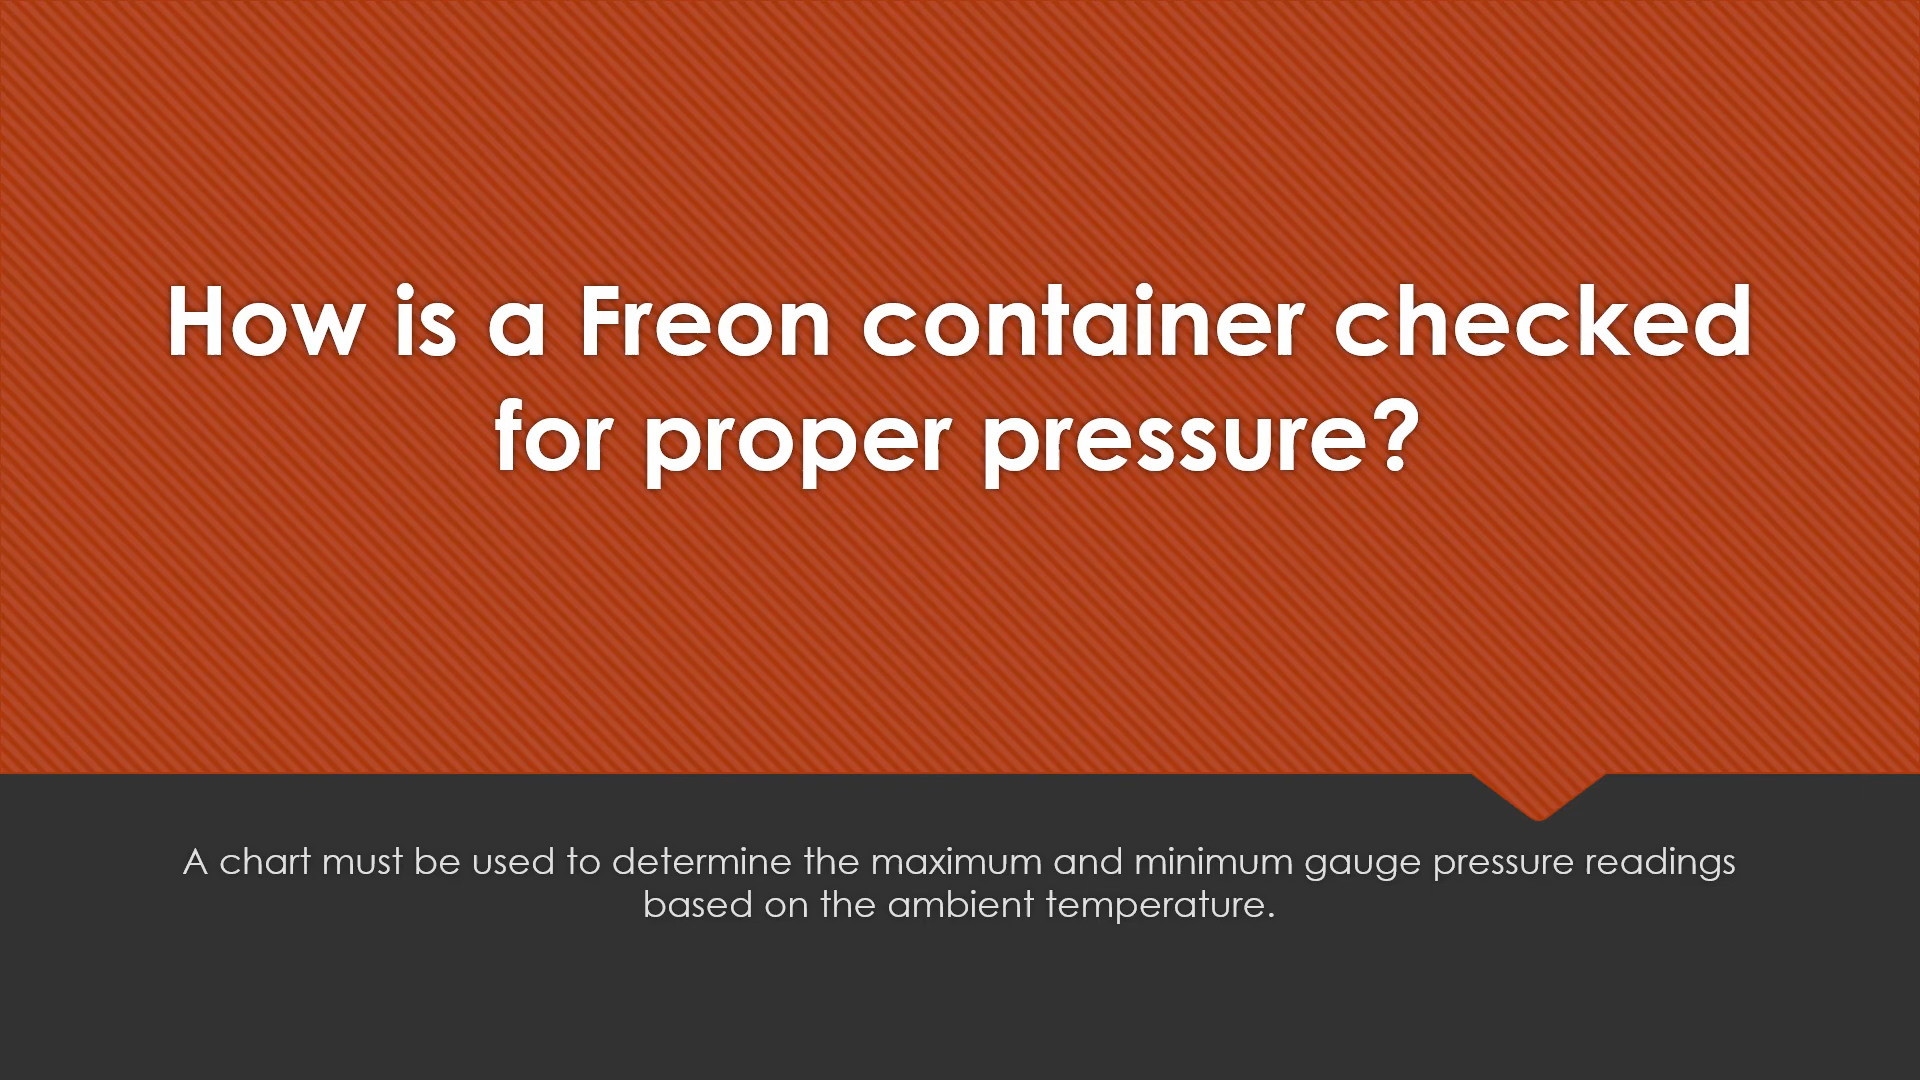 How is a Freon container checked
for proper pressure?
A chart must be used to determine the maximum and minimum gauge pressure readings
based on the ambient temperature.